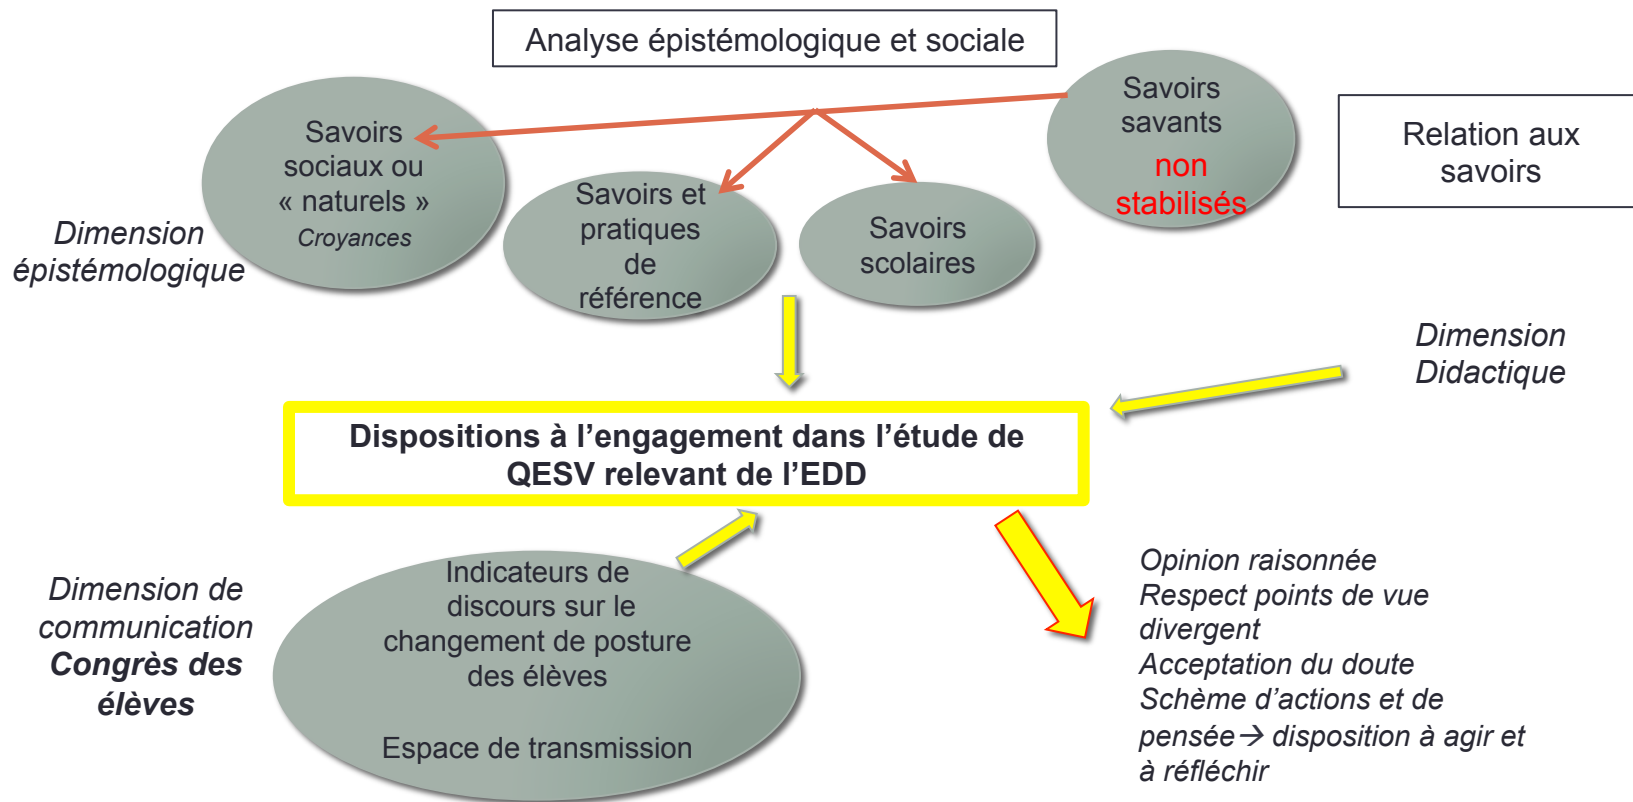 Analyse épistémologique et sociale
Savoirs
sociaux ou
« naturels »
Croyances
Savoirs et
pratiques
de
référence
Savoirs
scolaires
Savoirs
savants
non
stabilisés
Relation aux
savoirs
Dimension
épistémologique
Dimension
Didactique
Dispositions à l’engagement dans l’étude de
QESV relevant de l’EDD
Dimension de
communication
Congrès des
élèves
Indicateurs de
discours sur le
changement de posture
des élèves
Espace de transmission
Opinion raisonnée
Respect points de vue
divergent
Acceptation du doute
Schème d’actions et de
pensée→ disposition à agir et
à réfléchir